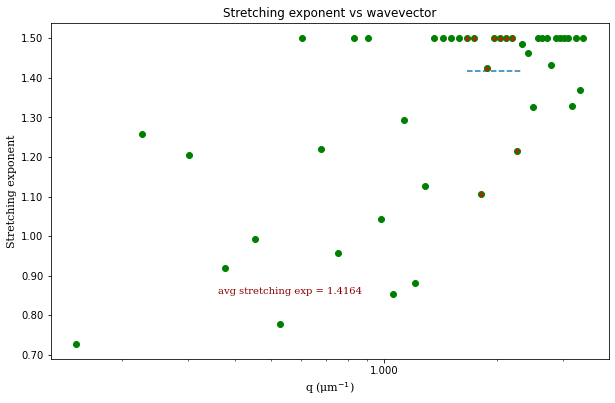 Stretching exponent vs wavevector
Stretching exponent
1.50
1.40
1.30
1.20
1.10
1.00
0.90
0.80
0.70
avg stretching exp = 1.4164
1.000
q (μm⁻¹)